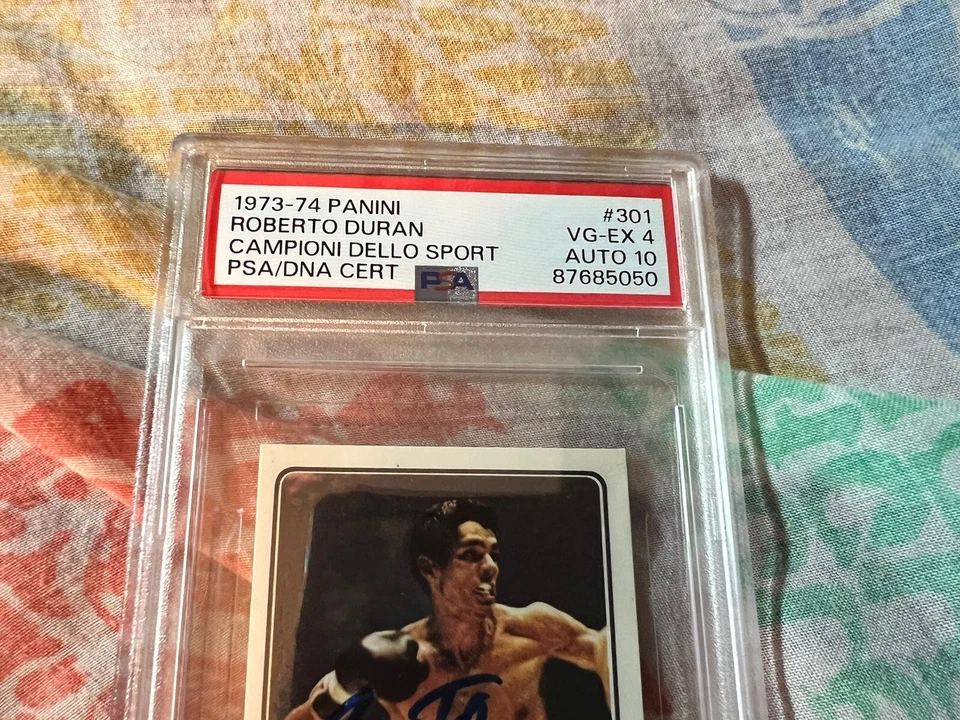 1973-74 PANINI
ROBERTO DURAN
CAMPIONI DELLO SPORT
PSA/DNA CERT
#301
VG-EX 4
AUTO 10
87685050
PSA